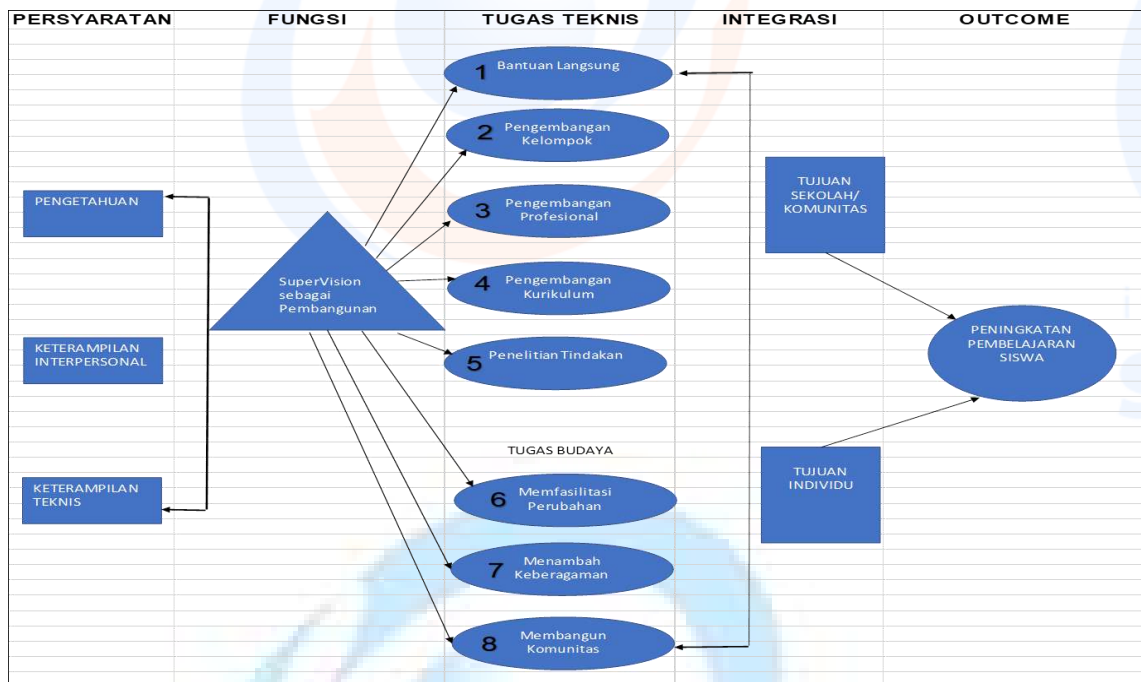 PERSYARATAN FUNGSI TUGAS TEKNIS INTEGRASI OUTCOME
1 Bantuan Langsung
2 Pengembangan
Kelompok
3 Pengembangan
Profesional
4 Pengembangan
Kurikulum
5 Penelitian Tindakan
TUGAS BUDAYA
6 Memfasilitasi
Perubahan
7 Menambah
Keberagaman
8 Membangun
Komunitas
PENGETAHUAN
KETERAMPILAN
INTERPERSONAL
KETERAMPILAN
TEKNIS
SuperVision
sebagai
Pembangunan
TUJUAN
SEKOLAH/
KOMUNITAS
TUJUAN
INDIVIDU
PENINGKATAN
PEMBELAJARAN
SISWA